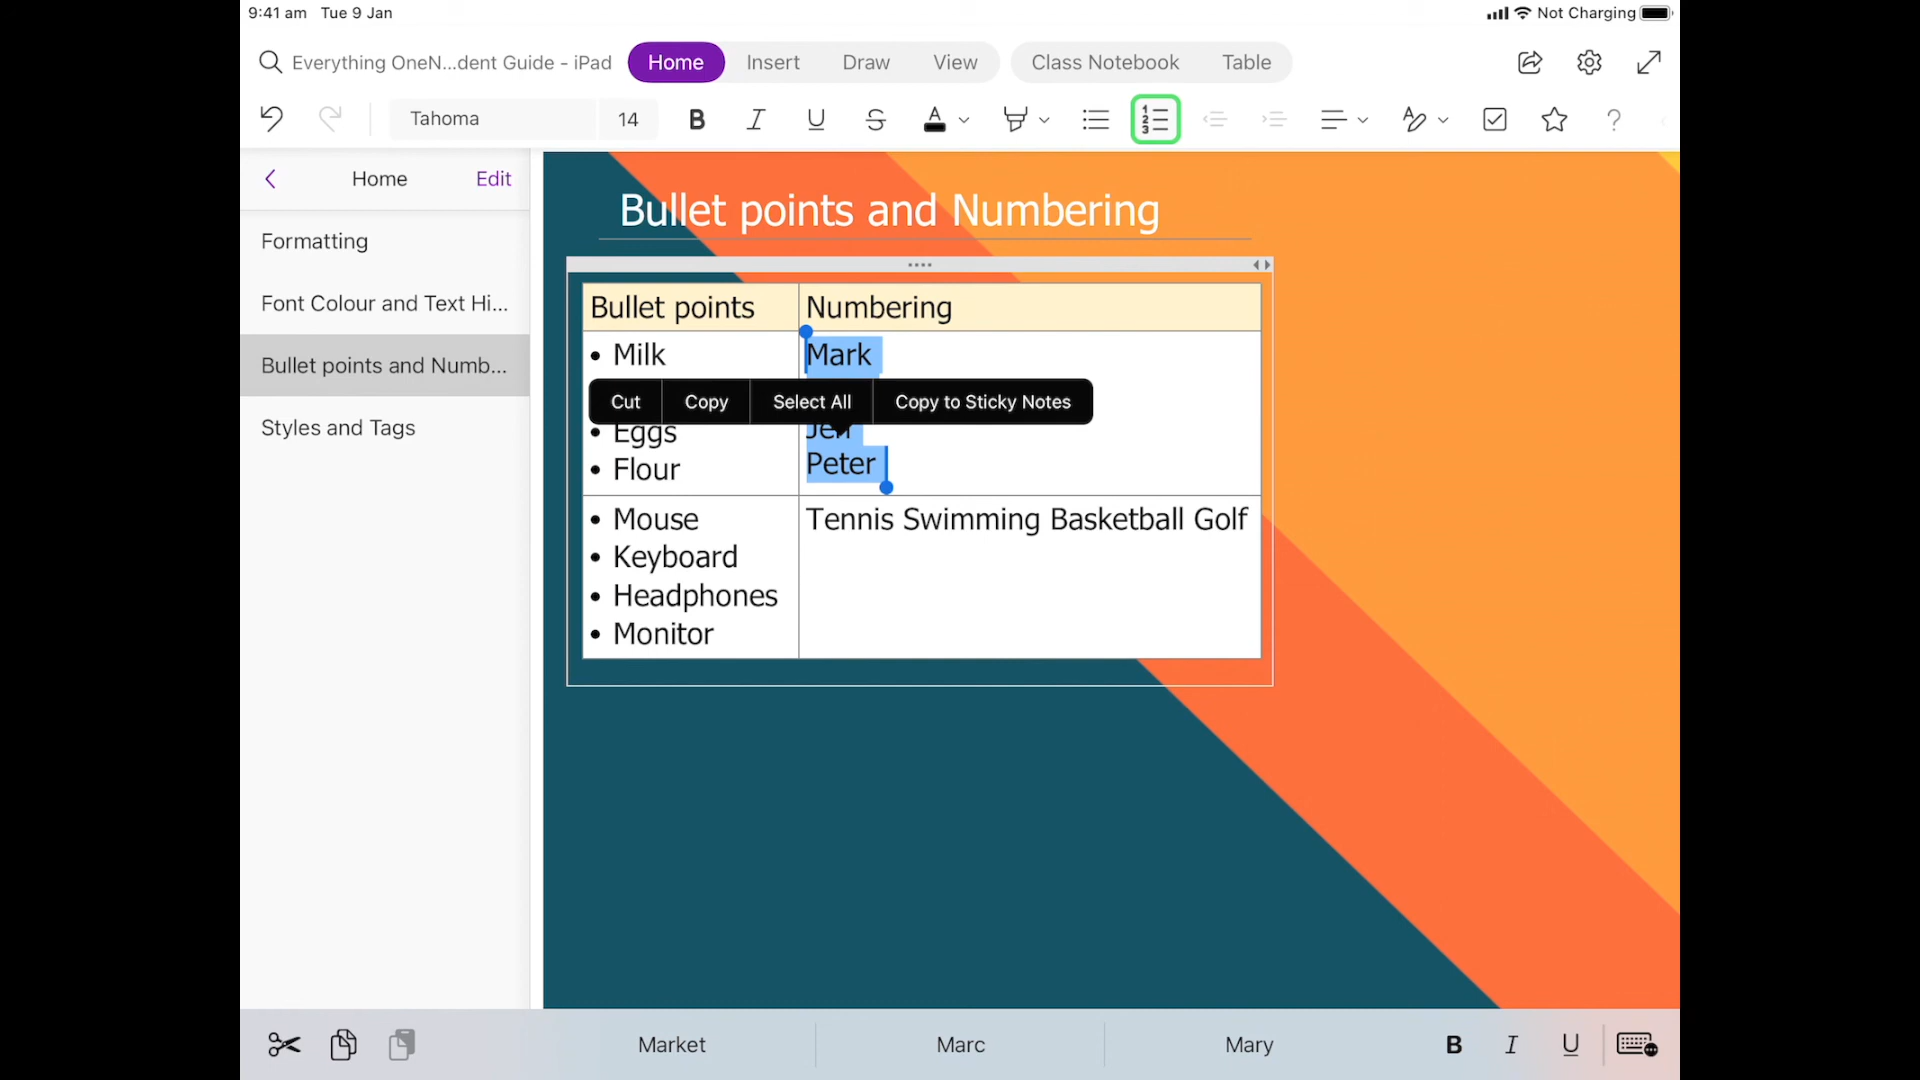 9:41 am Tue 9 Jan
Not Charging
Everything OneN...dent Guide - iPad
Home
Insert
Draw
View
Class Notebook
Table
Tahoma
14
B
I
U
S
A
1
2
3
?
Home
Edit
Formatting
Font Colour and Text Hi...
Bullet points and Numb...
Styles and Tags
Bullet points and Numbering
Bullet points
Numbering
• Milk
Mark
Cut
Copy
Select All
Copy to Sticky Notes
• Eggs
• Flour
Peter
• Mouse
Tennis Swimming Basketball Golf
• Keyboard
• Headphones
• Monitor
Market
Marc
Mary
B
I
U